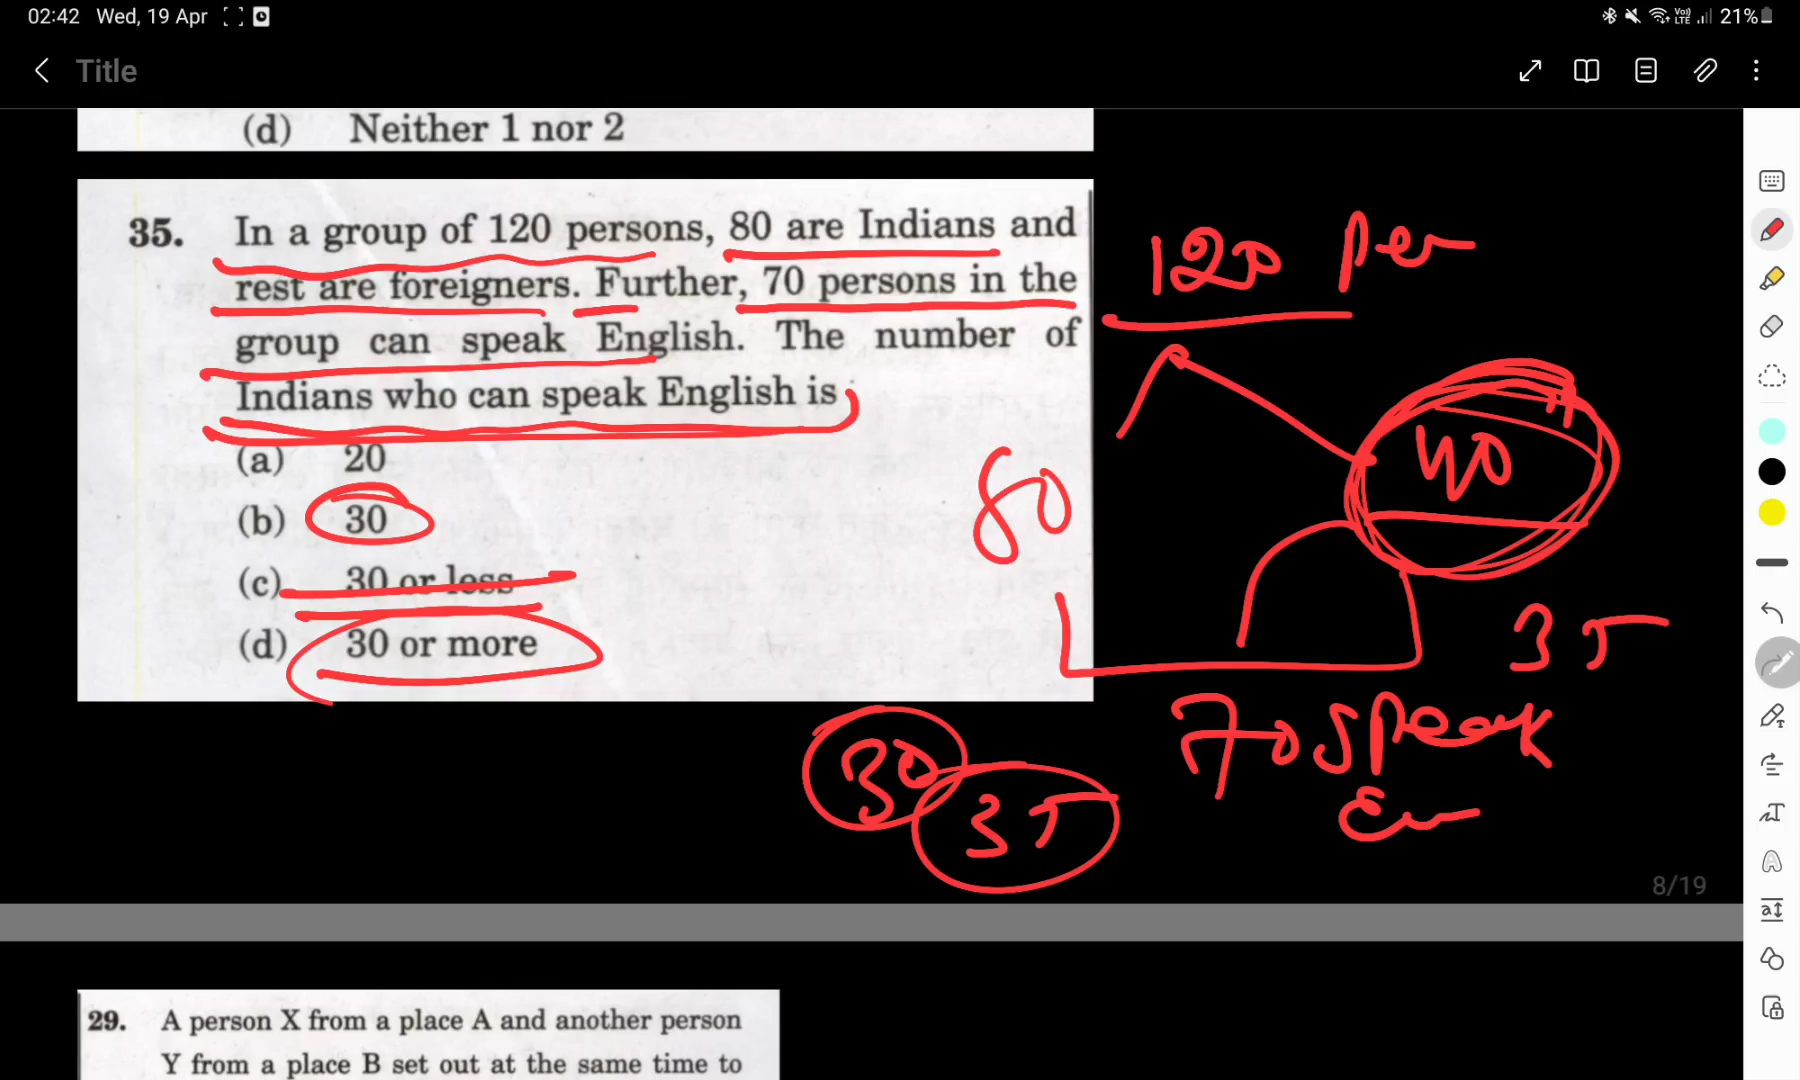 02:42 Wed, 19 Apr
21%
Title
(d) Neither 1 nor 2
35. In a group of 120 persons, 80 are Indians and
rest are foreigners. Further, 70 persons in the
group can speak English. The number of
Indians who can speak English is
(a) 20
(b) 30
(c) 30 or less
(d) 30 or more
120 per
40
80
35
70 speak
En
30
35
8/19
29. A person X from a place A and another person
Y from a place B set out at the same time to